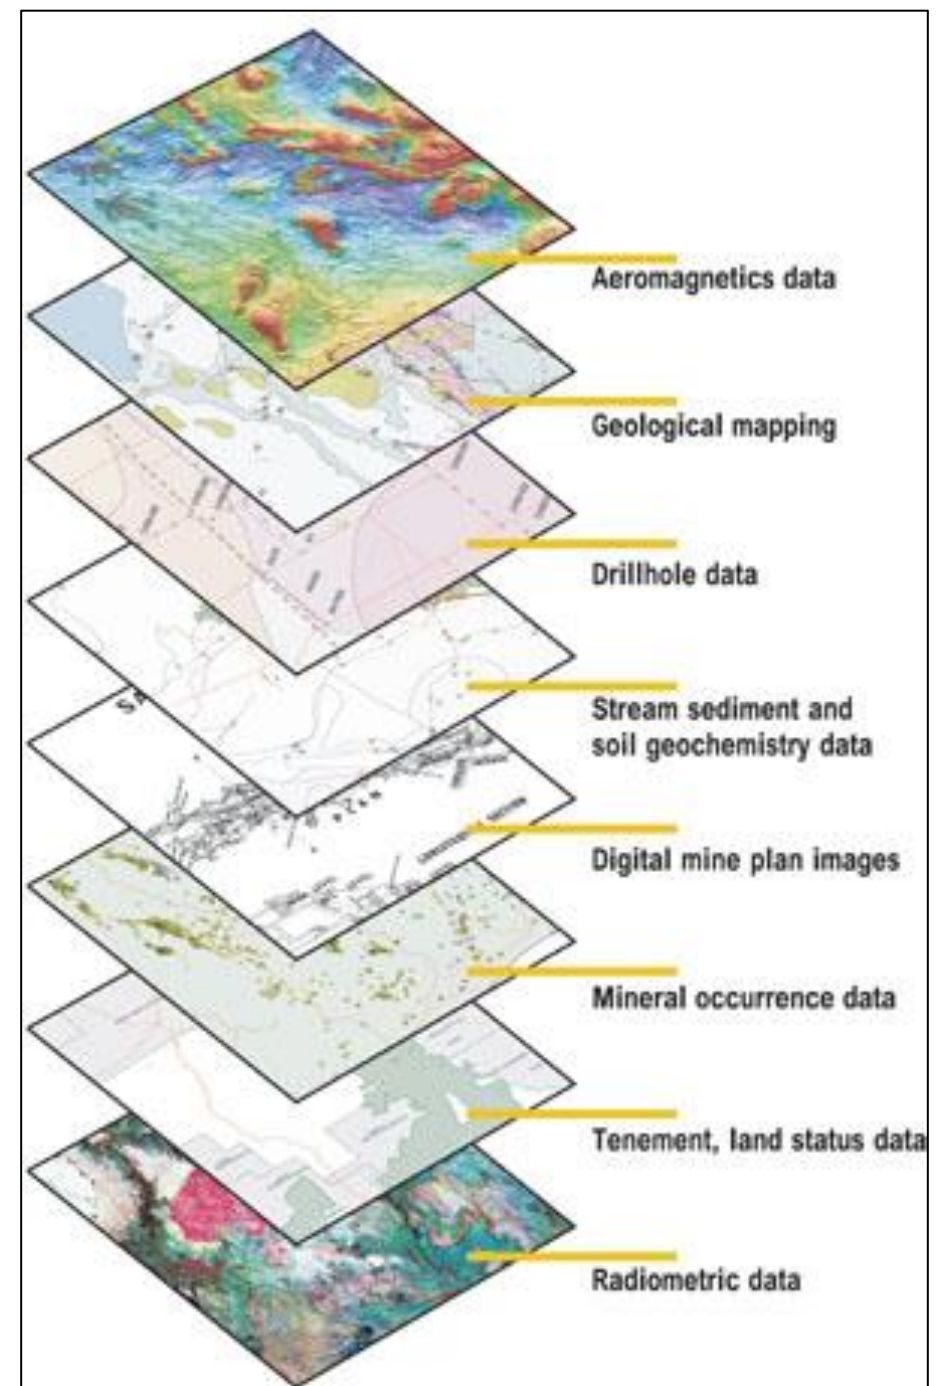 Aeromagnetics data
Geological mapping
Drillhole data
Stream sediment and
soil geochemistry data
Digital mine plan images
Mineral occurrence data
Tenement, land status data
Radiometric data